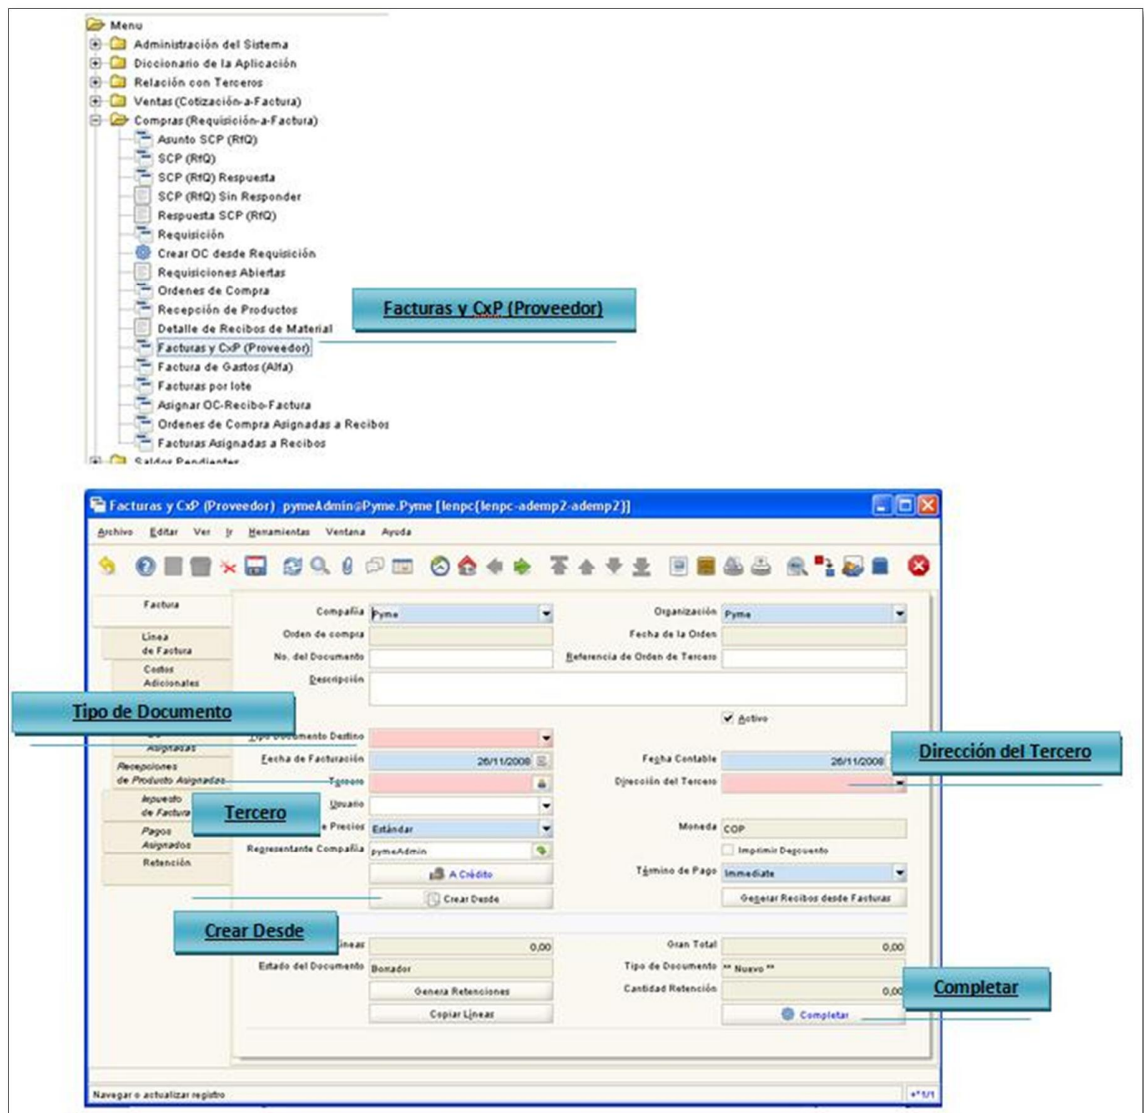 Menu
Administración del Sistema
Diccionario de la Aplicación
Relación con Terceros
Ventas (Cotización-a-Factura)
Compras (Requisición-a-Factura)
Asunto SCP (RfQ)
SCP (RfQ)
SCP (RfQ) Respuesta
SCP (RfQ) Sin Responder
Respuesta SCP (RfQ)
Requisición
Crear OC desde Requisición
Requisiciones Abiertas
Ordenes de Compra
Recepción de Productos
Detalle de Recibos de Material
Facturas y CxP (Proveedor)
Facturas y CxP (Proveedor)
Factura de Gastos (Alfa)
Facturas por lote
Asignar OC-Recibo-Factura
Ordenes de Compra Asignadas a Recibos
Facturas Asignadas a Recibos
Saldos Pendientes
Facturas y CxP (Proveedor) pymeAdmin@Pyme.Pyme [lenpc{lenpc-ademp2-ademp2}]
Archivo Editar Ver Ir Herramientas Ventana Ayuda
Factura
Línea
de Factura
Costos
Adicionales
Asignadas
Recepciones
de Producto Asignadas
Impuesto
de Factura
Pagos
Asignados
Retención
Compañía Pyme Organización Pyme
Orden de compra Fecha de la Orden
No. del Documento Referencia de Orden de Tercero
Descripción
Tipo de Documento
Activo
Tipo Documento Destino
Fecha de Facturación 26/11/2008 Fecha Contable 26/11/2008
Dirección del Tercero
Tercero Dirección del Tercero
Tercero
Usuario
e Precios Estándar Moneda COP
Representante Compañía pymeAdmin Imprimir Descuento
A Crédito Término de Pago Immediate
Crear Desde Generar Recibos desde Facturas
Crear Desde
Líneas 0,00 Gran Total 0,00
Estado del Documento Borrador Tipo de Documento ** Nuevo **
Genera Retenciones Cantidad Retención 0,00
Completar
Copiar Líneas Completar
Navegar o actualizar registro +*1/1